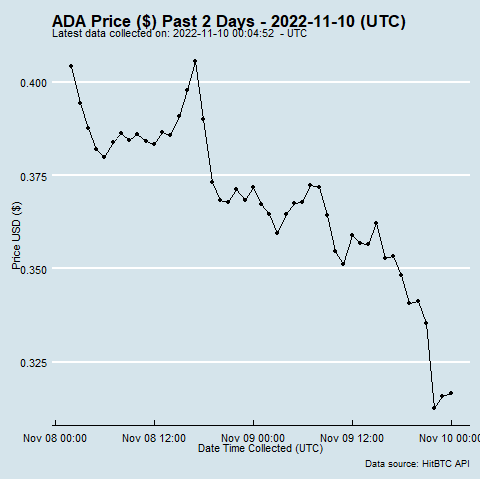 ADA Price ($) Past 2 Days - 2022-11-10 (UTC)
Latest data collected on: 2022-11-10 00:04:52 - UTC
0.400
0.375
0.350
0.325
Price USD ($)
Nov 08 00:00 Nov 08 12:00 Nov 09 00:00 Nov 09 12:00 Nov 10 00:00
Date Time Collected (UTC)
Data source: HitBTC API